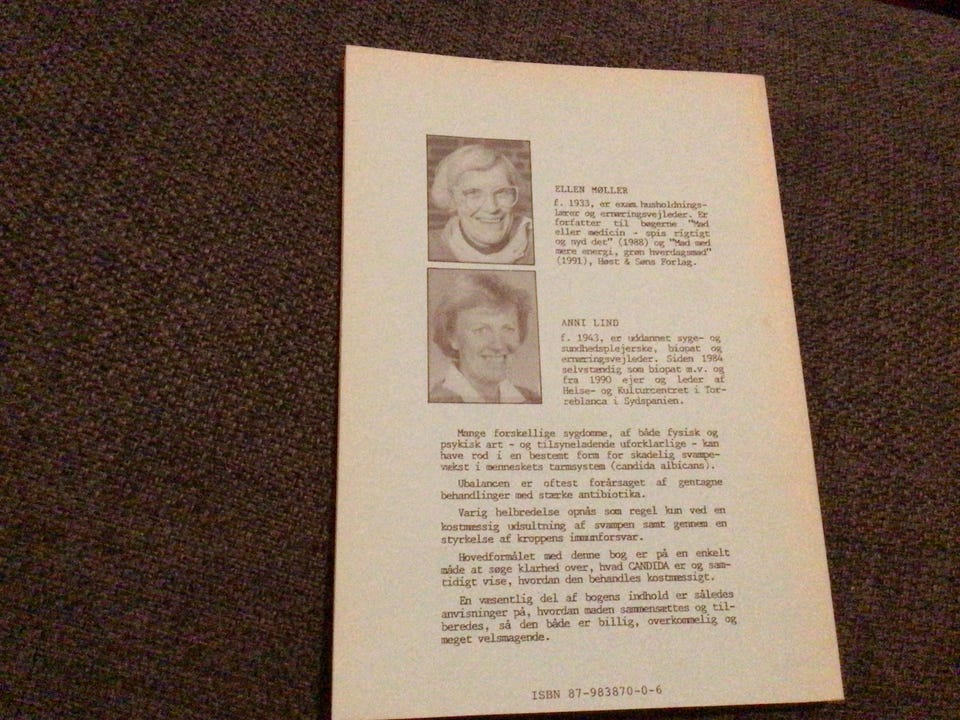 ELLEN MØLLER
f. 1933, er exam.husholdnings-
lærer og ernæringsvejleder. Er
forfatter til bøgerne "Mad
eller medicin - spis rigtigt
og nyd det" (1988) og "Mad med
mere energi, grøn hverdagsmad"
(1991), Høst & Søns Forlag.
ANNI LIND
f. 1943, er uddannet syge- og
sundhedsplejerske, biopat og
ernæringsvejleder. Siden 1984
selvstændig som biopat m.v. og
fra 1990 ejer og leder af
Helse- og Kulturcentret i Tor-
reblanca i Sydspanien.
Mange forskellige sygdomme, af både fysisk og
psykisk art - og tilsyneladende uforklarlige - kan
have rod i en bestemt form for skadelig svampe-
vækst i menneskets tarmsystem (candida albicans).
Ubalancen er oftest forårsaget af gentagne
behandlinger med stærke antibiotika.
Varig helbredelse opnås som regel kun ved en
kostmæssig udsultning af svampen samt gennem en
styrkelse af kroppens immunforsvar.
Hovedformålet med denne bog er på en enkelt
måde at søge klarhed over, hvad CANDIDA er og sam-
tidigt vise, hvordan den behandles kostmæssigt.
En væsentlig del af bogens indhold er således
anvisninger på, hvordan maden sammensættes og til-
beredes, så den både er billig, overkommelig og
meget velsmagende.
ISBN 87-983870-0-6